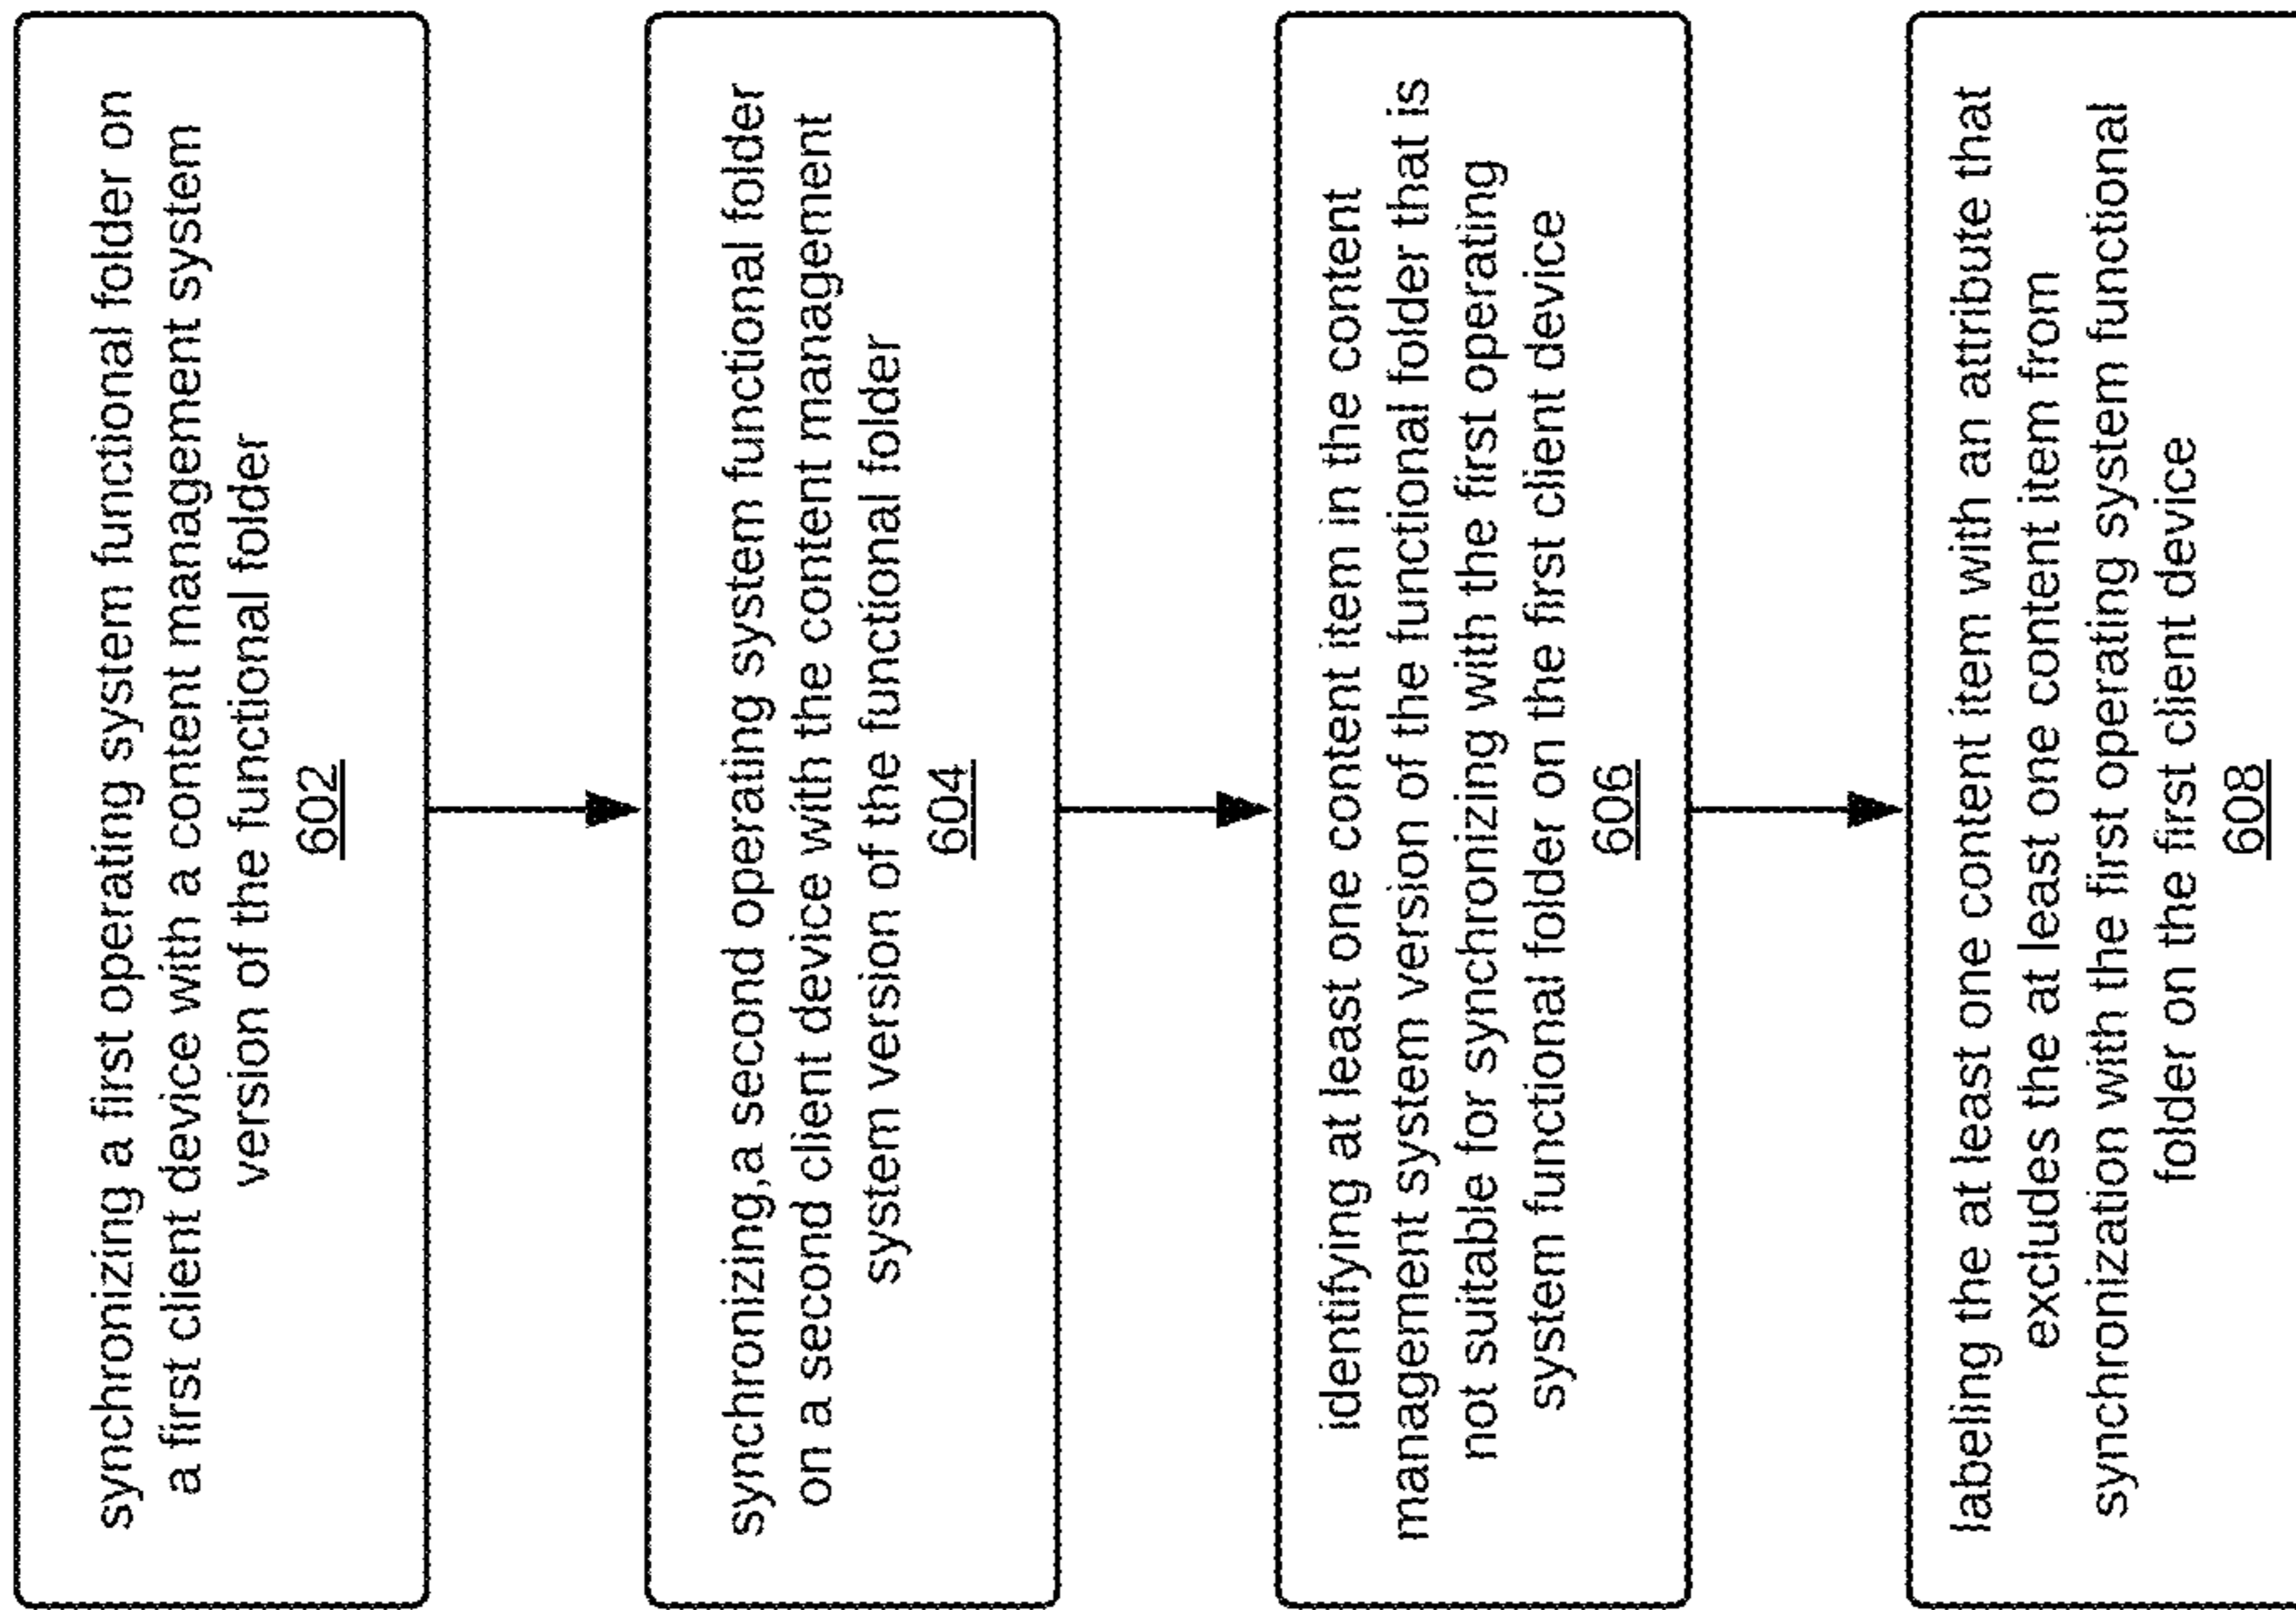 synchronizing a first operating system functional folder on
a first client device with a content management system
version of the functional folder
602
synchronizing,a second operating system functional folder
on a second client device with the content management
system version of the functional folder
604
identifying at least one content item in the content
management system version of the functional folder that is
not suitable for synchronizing with the first operating
system functional folder on the first client device
606
labeling the at least one content item with an attribute that
excludes the at least one content item from
synchronization with the first operating system functional
folder on the first client device
608